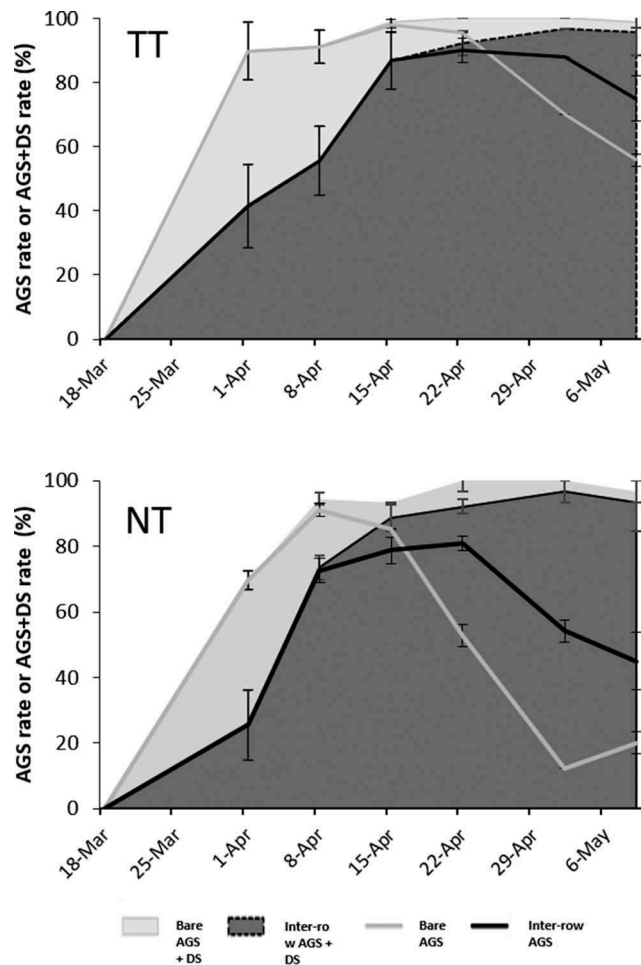 TT
AGS rate or AGS+DS rate (%)
100
80
60
40
20
0
18-Mar
25-Mar
1-Apr
8-Apr
15-Apr
22-Apr
29-Apr
6-May
NT
AGS rate or AGS+DS rate (%)
100
80
60
40
20
0
18-Mar
25-Mar
1-Apr
8-Apr
15-Apr
22-Apr
29-Apr
6-May
Bare
AGS
+ DS
Inter-ro
w AGS +
DS
Bare
AGS
Inter-row
AGS